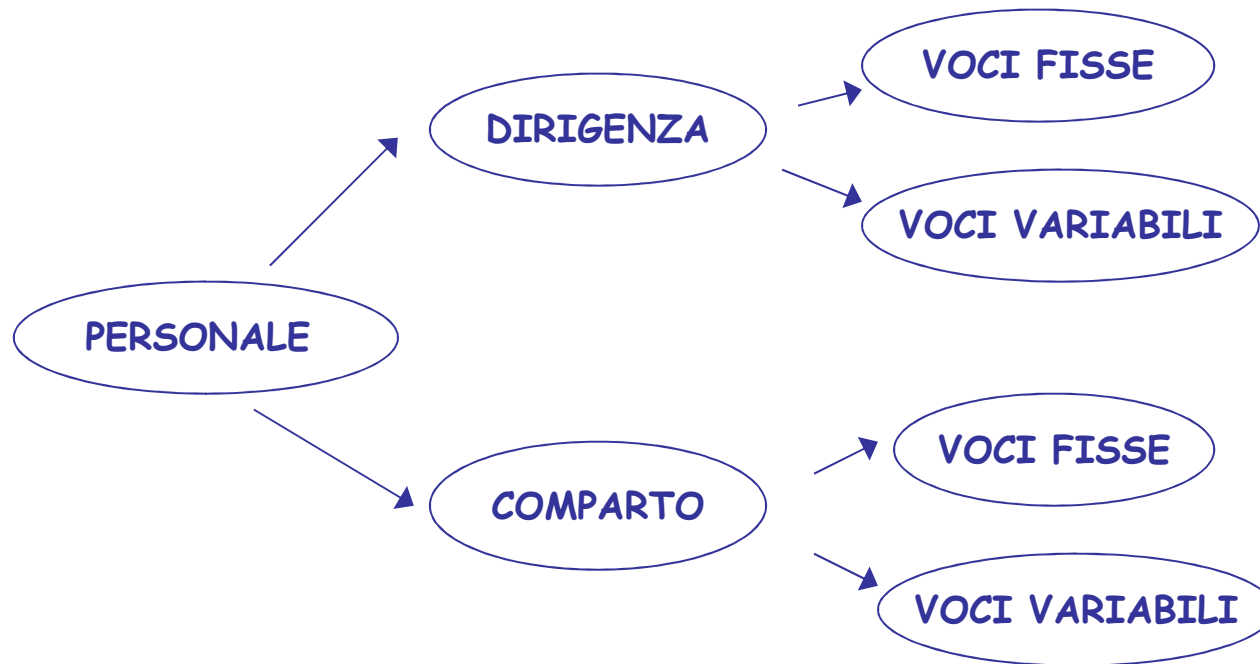 PERSONALE
DIRIGENZA
VOCI FISSE
VOCI VARIABILI
COMPARTO
VOCI FISSE
VOCI VARIABILI